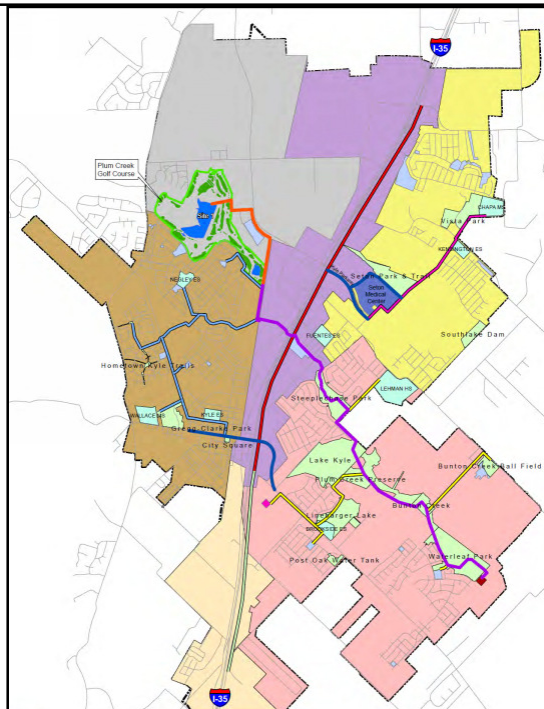 I-35
Plum Creek
Golf Course
Site
CHAPA MS
Vista Park
KENSINGTON ES
Seton Park & Trail
Seton
Medical
Center
NEGLEY ES
Southlake Dam
FUENTES ES
Hometown Kyle Trails
LEHMAN HS
Steeplechase Park
WALLACE MS
KYLE ES
Gregg Clarke Park
City Square
Lake Kyle
Bunton Creek Ball Field
Plum Creek Preserve
Bunton Creek
Linebarger Lake
Waterleaf Park
Post Oak Water Tank
I-35